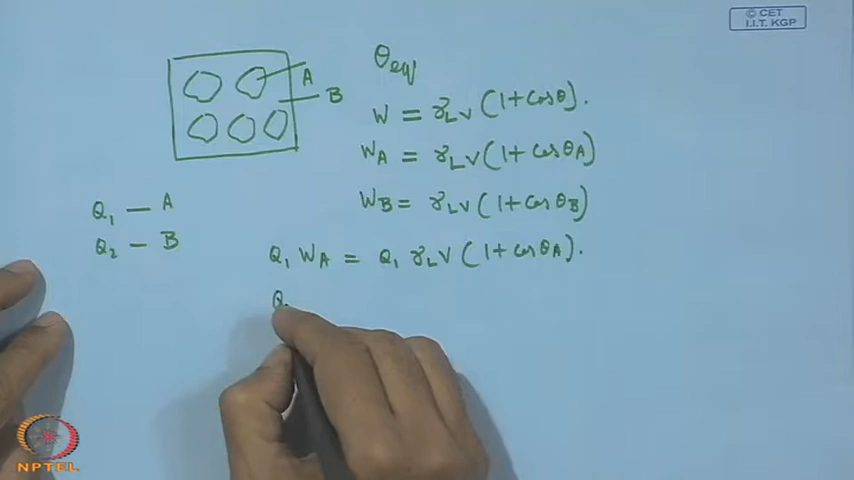 © CET
I.I.T. KGP
A
B
θeq
W = γLV (1+cosθ).
WA = γLV (1+cosθA)
WB = γLV (1+cosθB)
Q1 — A
Q2 — B
Q1 WA = Q1 γLV (1+cosθA).
Q
NPTEL